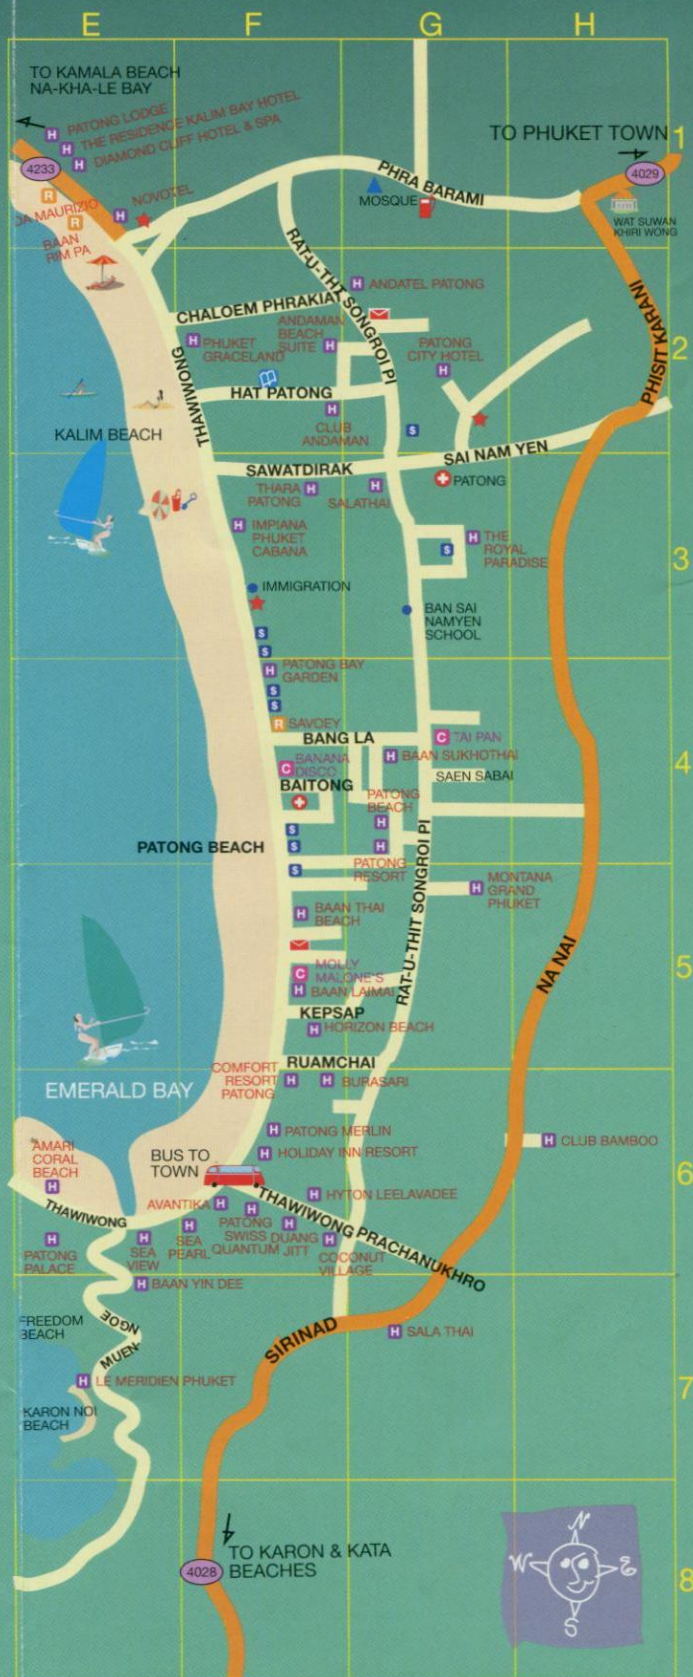 E F G H
TO KAMALA BEACH
NA-KHA-LE BAY
H PATONG LODGE
H THE RESIDENCE KALIM BAY HOTEL
H DIAMOND CLIFF HOTEL & SPA
TO PHUKET TOWN
1
4233
4029
R
DA MAURIZIO
R
BAAN
RIM PA
H NOVOTEL
MOSQUE
PHRA BARAMI
WAT SUWAN
KHIRI WONG
RAT-U-THT SONGROI PI
H ANDATEL PATONG
CHALOEM PHRAKIAT
PHISIT KARANI
2
THAWIWONG
H PHUKET
GRACELAND
ANDAMAN
BEACH
SUITE H
PATONG
CITY HOTEL
H
HAT PATONG
H
CLUB
ANDAMAN
$
KALIM BEACH
SAWATDIRAK
SAI NAM YEN
THARA
PATONG H
H
SALATHAI
PATONG
H IMPIANA
PHUKET
CABANA
H THE
ROYAL
PARADISE
$
3
IMMIGRATION
BAN SAI
NAMYEN
SCHOOL
$
$
H PATONG BAY
GARDEN
$
$
R SAVOEY
BANG LA
C TAI PAN
C BANANA
DISCO
H BAAN SUKHOTHAI
4
SAEN SABAI
BAITONG
PATONG
BEACH
H
$
$
H
PATONG BEACH
PATONG
RESORT
$
RAT-U-THIT SONGROI PI
H MONTANA
GRAND
PHUKET
H BAAN THAI
BEACH
NA NAI
5
C MOLLY
MALONE'S
H BAAN LAIMAI
KEPSAP
H HORIZON BEACH
RUAMCHAI
COMFORT
RESORT
PATONG
H
H BURASARI
EMERALD BAY
H PATONG MERLIN
H HOLIDAY INN RESORT
H CLUB BAMBOO
AMARI
CORAL
BEACH
H
BUS TO
TOWN
6
H HYTON LEELAVADEE
AVANTIKA H
THAWIWONG
THAWIWONG PRACHANUKHRO
H
PATONG
PALACE
H
SEA
VIEW
H
SEA
PEARL
H
PATONG
SWISS
QUANTUM
H
DUANG
JITT
H
COCONUT
VILLAGE
H BAAN YIN DEE
FREEDOM
BEACH
NGOE
MUEN-
SIRINAD
H SALA THAI
H LE MERIDIEN PHUKET
7
KARON NOI
BEACH
TO KARON & KATA
BEACHES
4028
8
N
W E
S